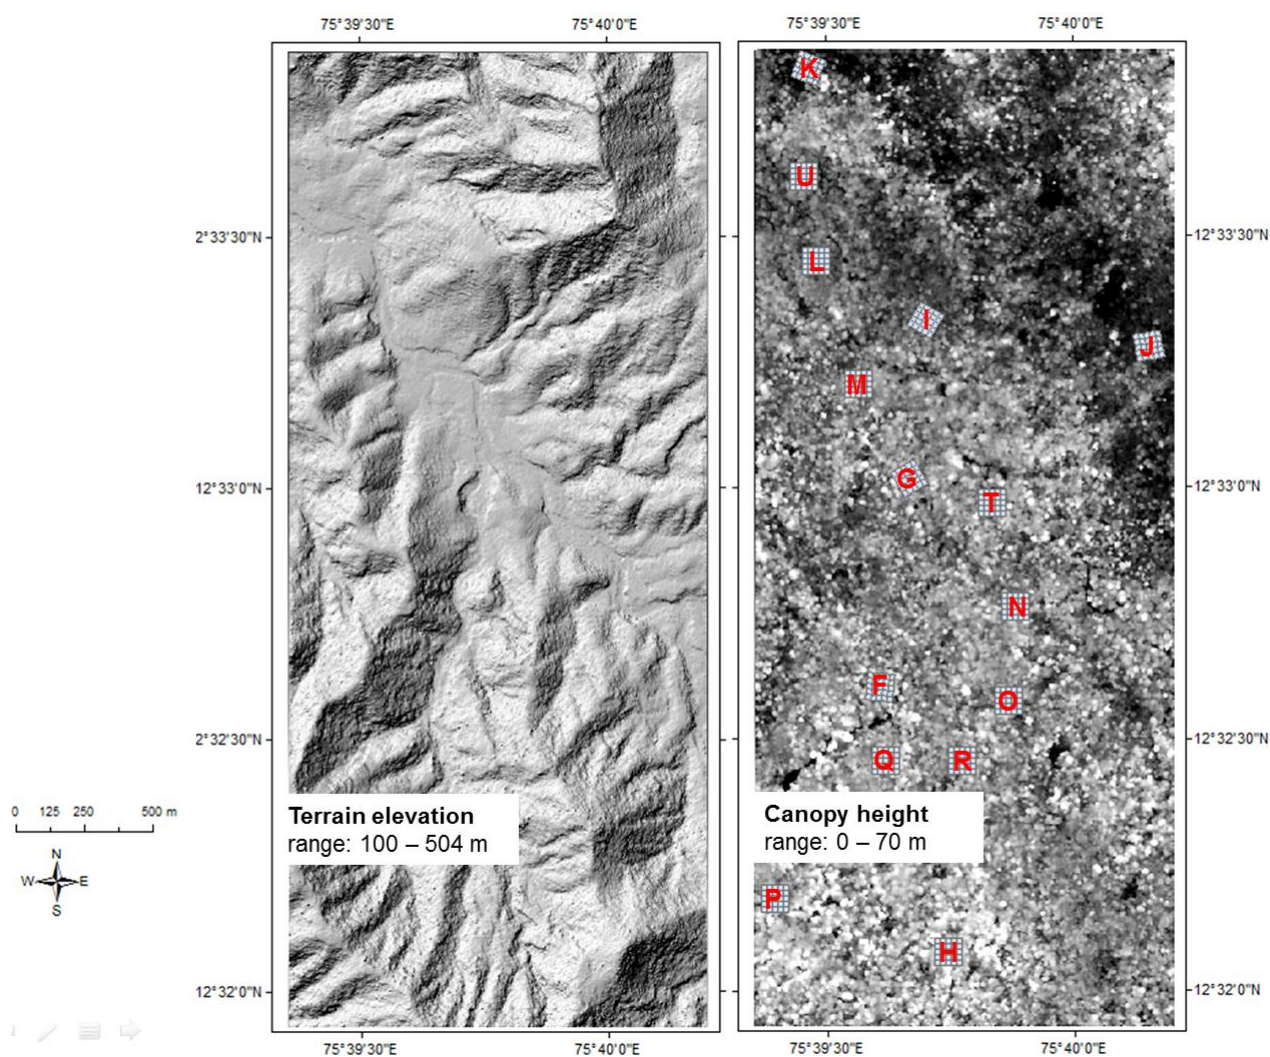 75°39'30"E
75°40'0"E
75°39'30"E
75°40'0"E
K
U
2°33'30"N
12°33'30"N
L
I
J
M
G
12°33'0"N
12°33'0"N
T
N
F
O
2°32'30"N
12°32'30"N
Q
R
Terrain elevation
range: 100 – 504 m
Canopy height
range: 0 – 70 m
0 125 250 500 m
N
W E
S
P
H
12°32'0"N
12°32'0"N
75°39'30"E
75°40'0"E
75°39'30"E
75°40'0"E